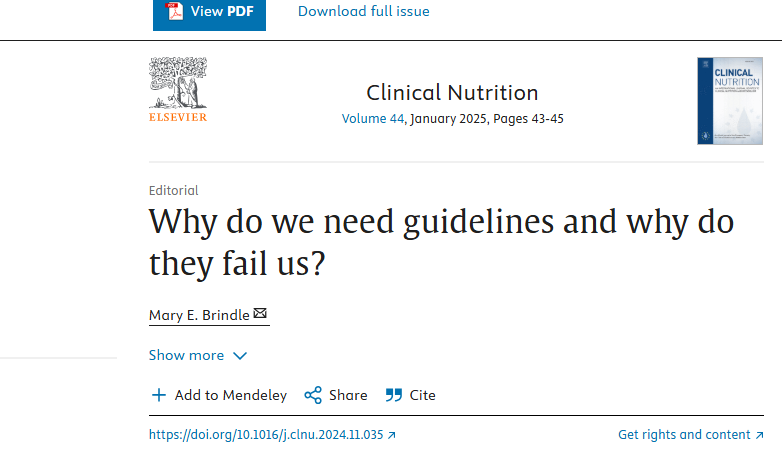 View PDF
Download full issue
ELSEVIER
Clinical Nutrition
Volume 44, January 2025, Pages 43-45
CLINICAL
NUTRITION
Editorial
Why do we need guidelines and why do
they fail us?
Mary E. Brindle
Show more
Add to Mendeley
Share
Cite
https://doi.org/10.1016/j.clnu.2024.11.035
Get rights and content